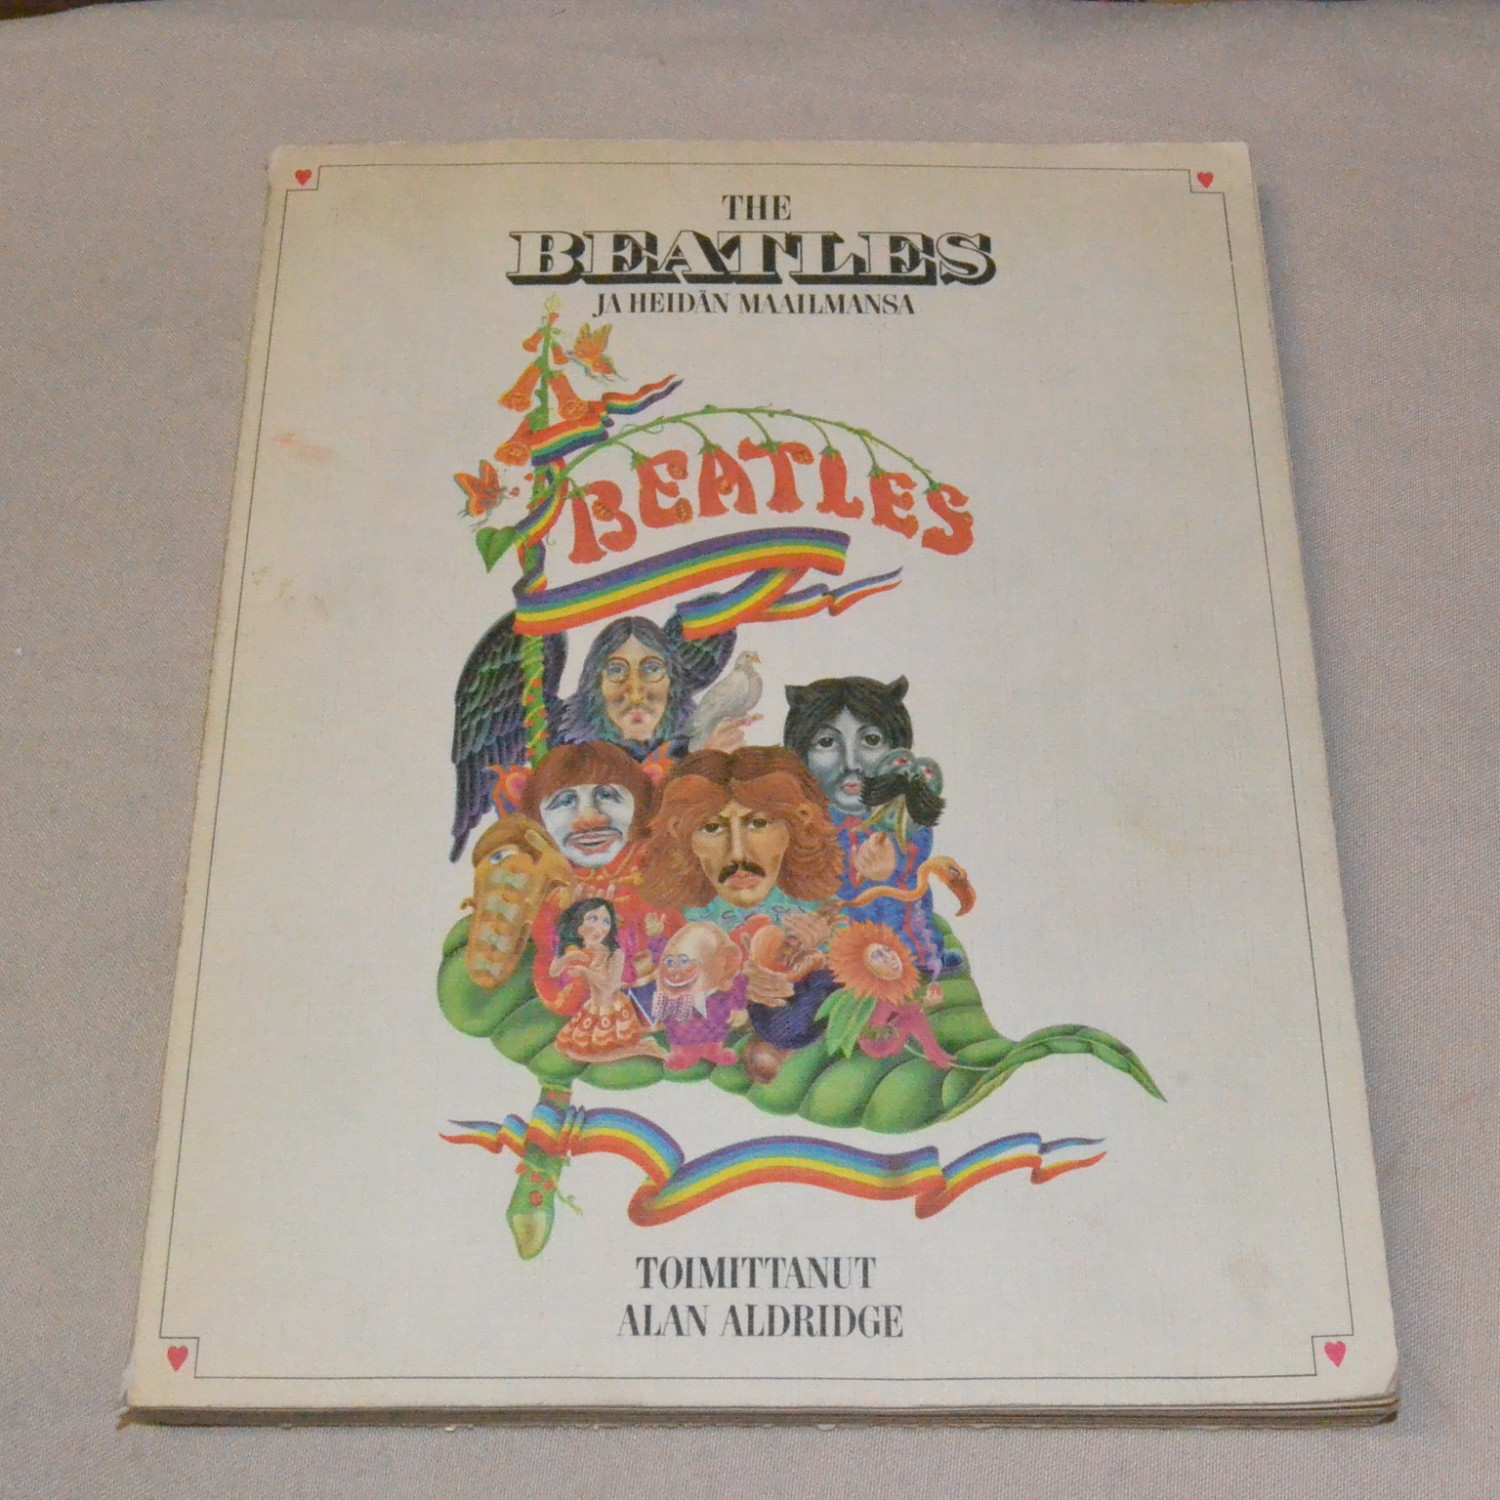 THE
BEATLES
JA HEIDÄN MAAILMANSA
BEATLES
TOIMITTANUT
ALAN ALDRIDGE